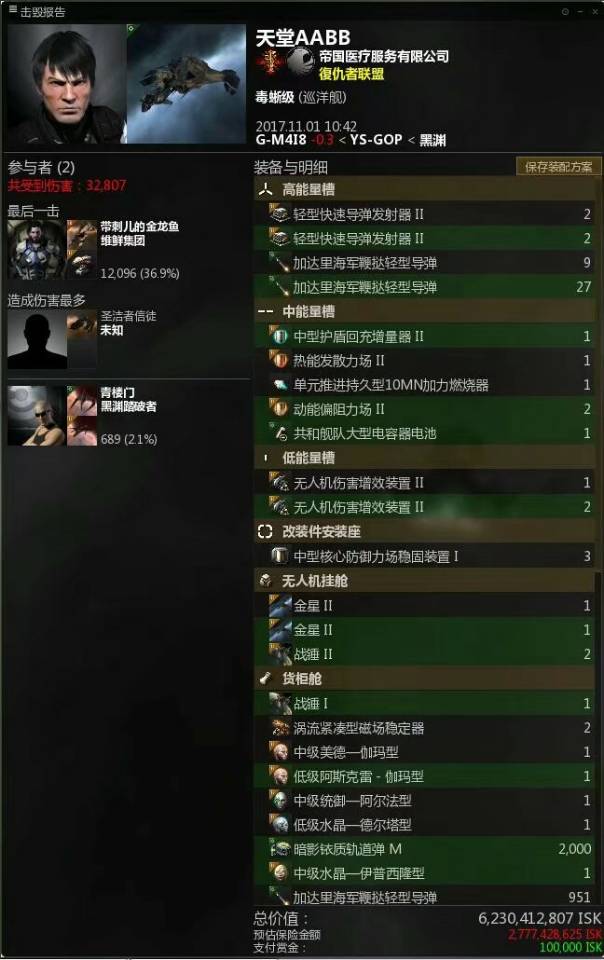 击毁报告
天堂AABB
帝国医疗服务有限公司
復仇者联盟
毒蜥级 (巡洋舰)
2017.11.01 10:42
G-M4I8 -0.3 < YS-GOP < 黑渊
参与者 (2)
共受到伤害：32,807
最后一击
带刺儿的金龙鱼
维鲜集团
12,096 (36.9%)
造成伤害最多
圣洁者信徒
未知
青楼门
黑渊踏破者
689 (2.1%)
装备与明细
保存装配方案
高能量槽
轻型快速导弹发射器 II 2
轻型快速导弹发射器 II 2
加达里海军鞭挞轻型导弹 9
加达里海军鞭挞轻型导弹 27
中能量槽
中型护盾回充增量器 II 1
热能发散力场 II 1
单元推进持久型10MN加力燃烧器 1
动能偏阻力场 II 2
共和舰队大型电容器电池 1
低能量槽
无人机伤害增效装置 II 1
无人机伤害增效装置 II 2
改装件安装座
中型核心防御力场稳固装置 I 3
无人机挂舱
金星 II 1
金星 II 1
战锤 II 2
货柜舱
战锤 I 1
涡流紧凑型磁场稳定器 2
中级美德—伽玛型 1
低级阿斯克雷 - 伽玛型 1
中级统御—阿尔法型 1
低级水晶—德尔塔型 1
暗影铱质轨道弹 M 2,000
中级水晶—伊普西隆型 1
加达里海军鞭挞轻型导弹 951
总价值： 6,230,412,807 ISK
预估保险金额 2,777,428,625 ISK
支付赏金： 100,000 ISK